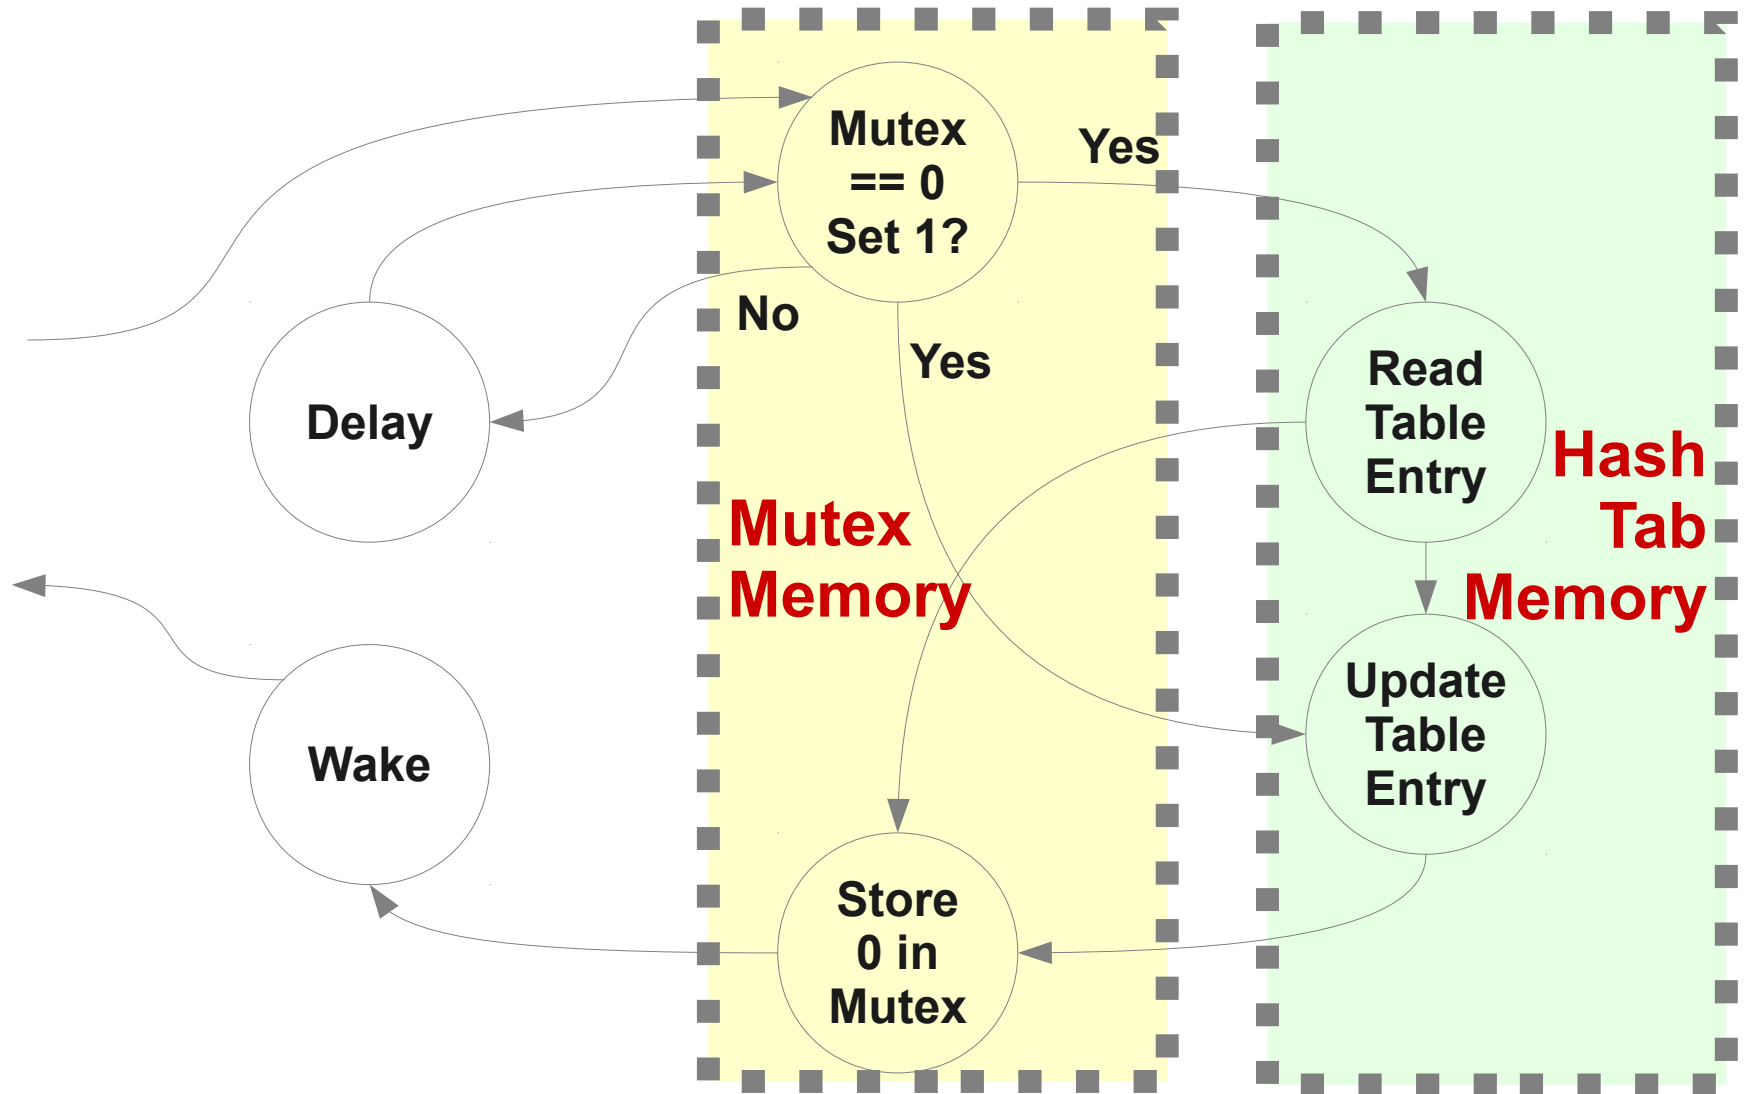 Mutex
== 0
Set 1?
Yes
No
Yes
Delay
Read
Table
Entry
Hash
Tab
Memory
Mutex
Memory
Update
Table
Entry
Wake
Store
0 in
Mutex